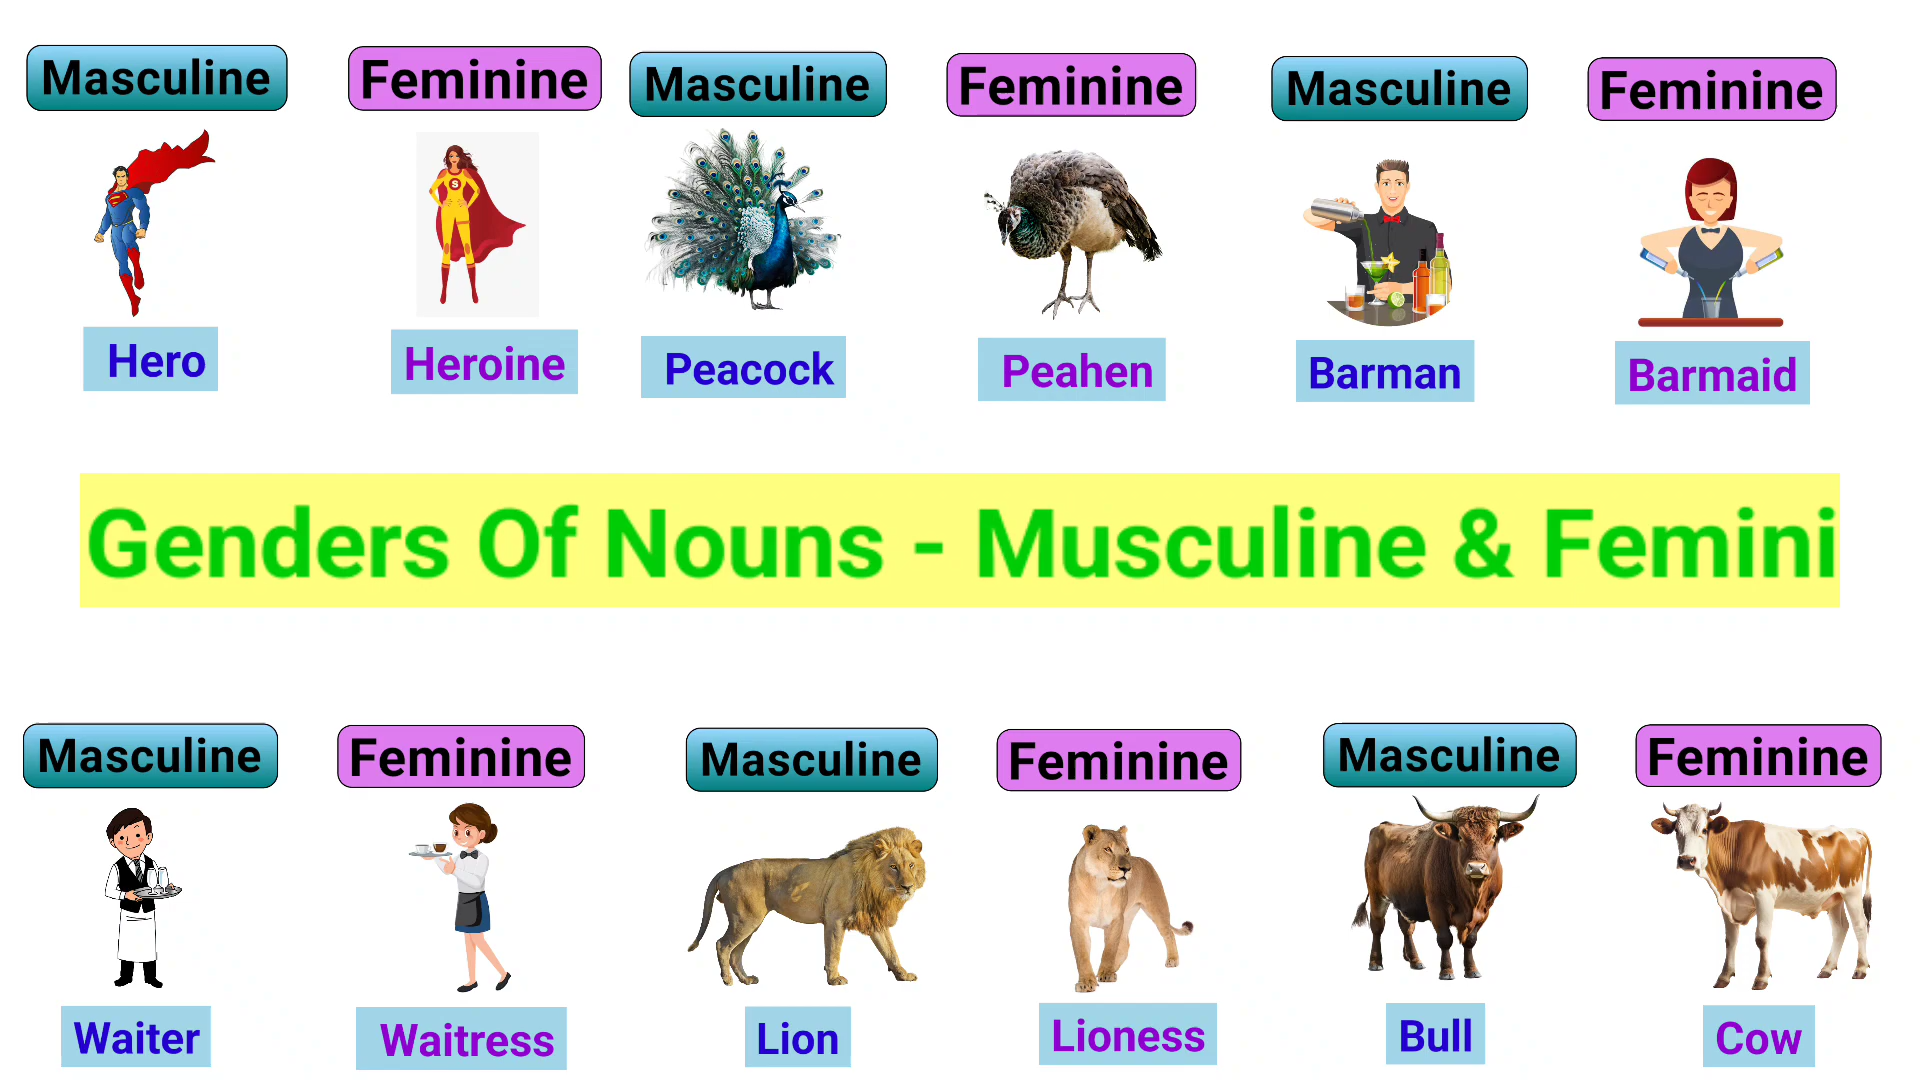 Masculine Feminine Masculine Feminine Masculine Feminine
Hero Heroine Peacock Peahen Barman Barmaid
Genders Of Nouns - Musculine & Femini
Masculine Feminine Masculine Feminine Masculine Feminine
Waiter Waitress Lion Lioness Bull Cow